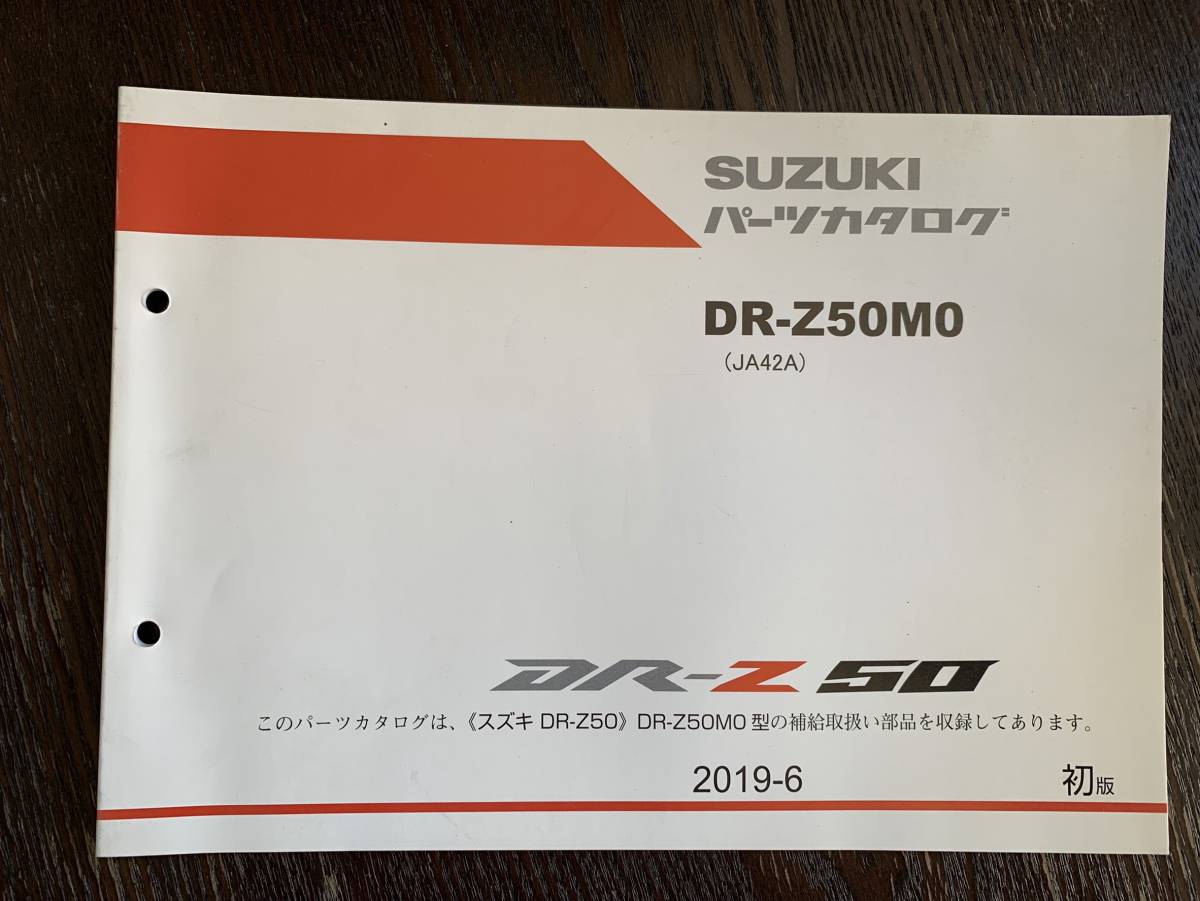 SUZUKI
パーツカタログ
DR-Z50M0
(JA42A)
DR-Z 50
このパーツカタログは、《スズキ DR-Z50》DR-Z50M0 型の補給取扱い部品を収録してあります。
2019-6 初版